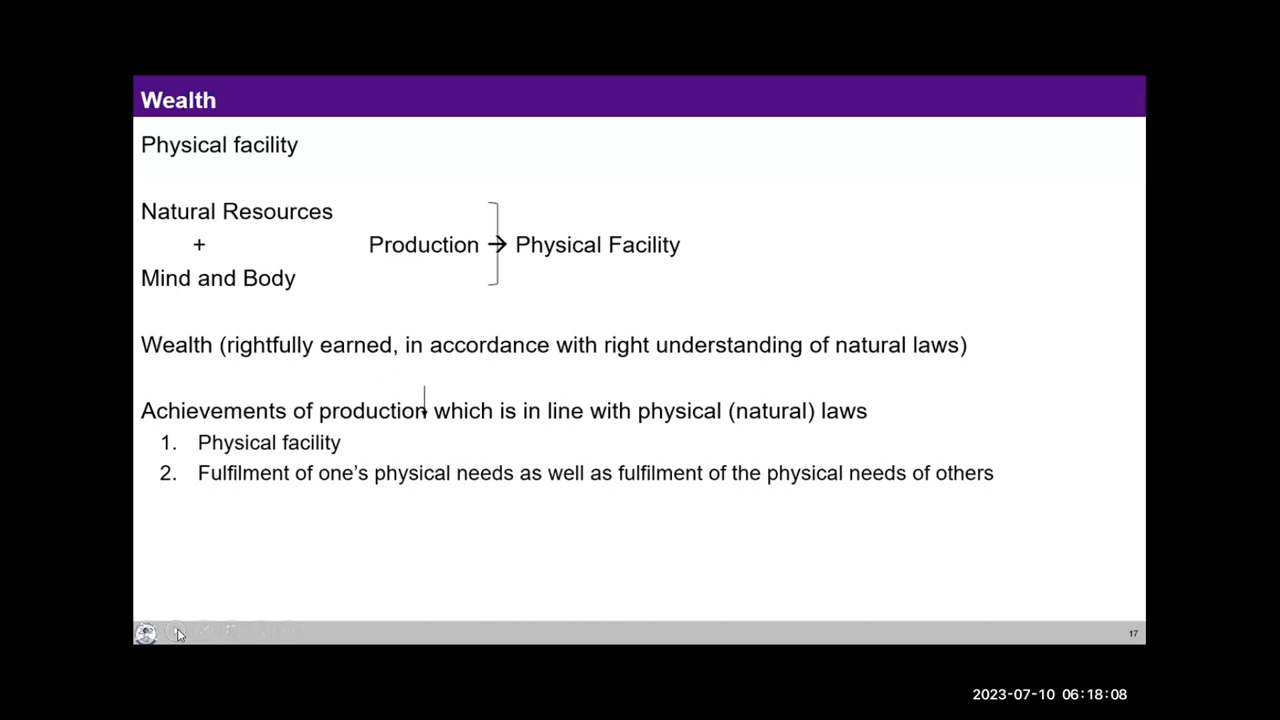 Wealth
Physical facility
Natural Resources
+ Production → Physical Facility
Mind and Body
Wealth (rightfully earned, in accordance with right understanding of natural laws)
Achievements of production which is in line with physical (natural) laws
1. Physical facility
2. Fulfilment of one’s physical needs as well as fulfilment of the physical needs of others
17
2023-07-10 06:18:08